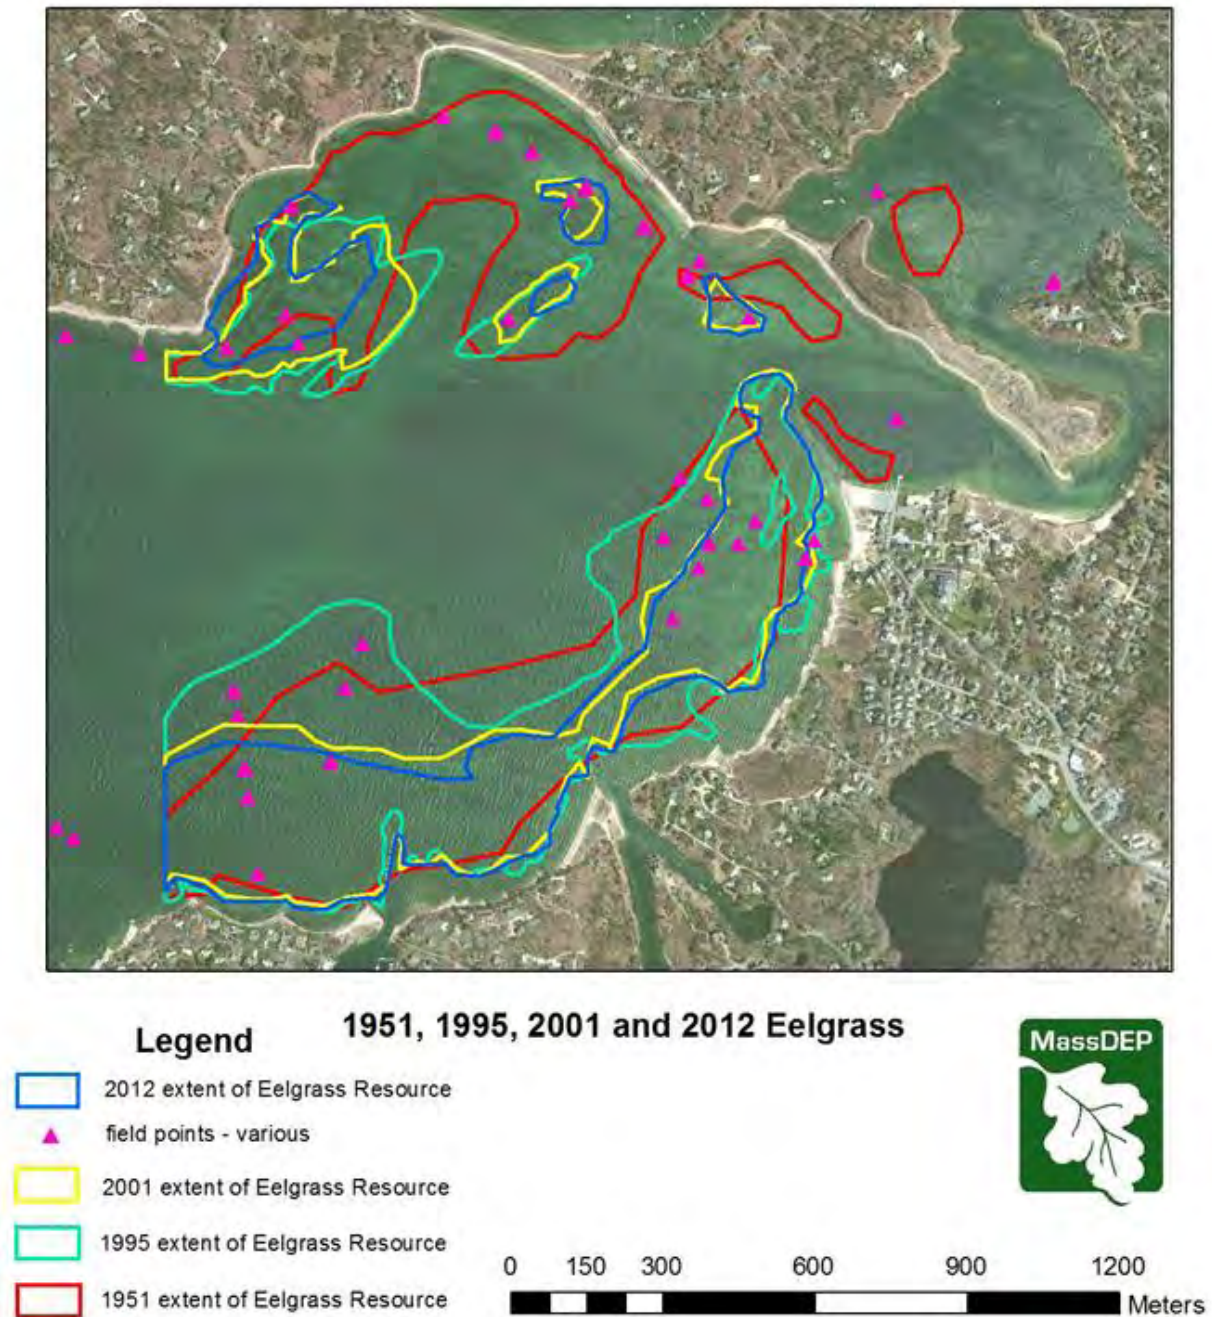 1951, 1995, 2001 and 2012 Eelgrass
Legend
2012 extent of Eelgrass Resource
field points - various
2001 extent of Eelgrass Resource
1995 extent of Eelgrass Resource
1951 extent of Eelgrass Resource
MassDEP
0 150 300 600 900 1200
Meters